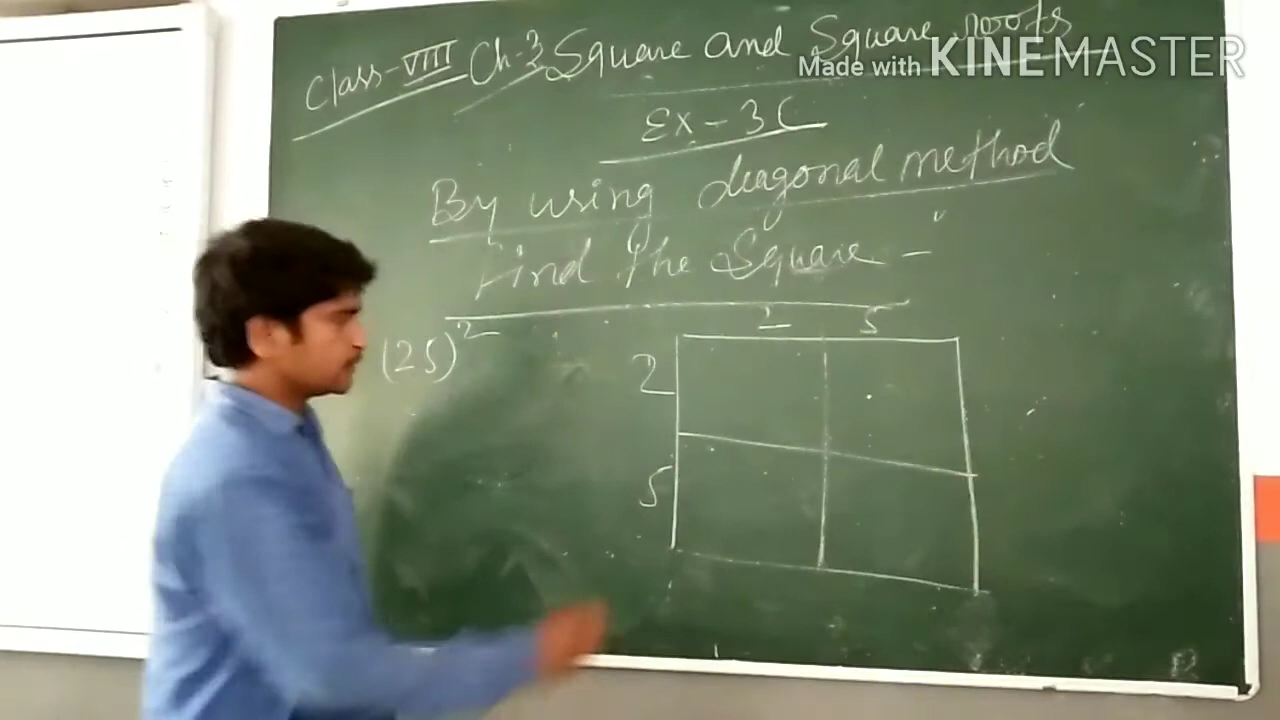 Class-VIII Ch-3 Square and Square roots
Made with KINEMASTER
Ex-3C
By using diagonal method
Find the Square -
(25)²
2 5
2
5